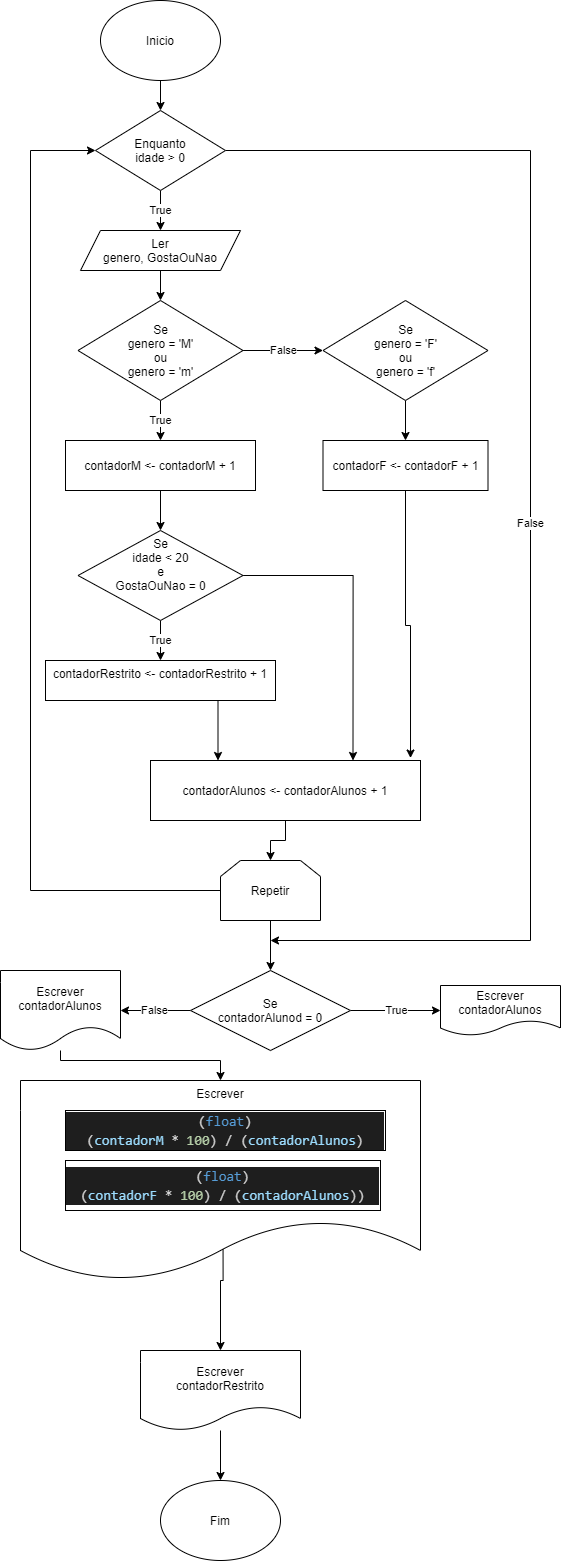 Inicio
Enquanto
idade > 0
True
Ler
genero, GostaOuNao
Se
genero = 'M'
ou
genero = 'm'
False
Se
genero = 'F'
ou
genero = 'f'
True
contadorM <- contadorM + 1
contadorF <- contadorF + 1
False
Se
idade < 20
e
GostaOuNao = 0
True
contadorRestrito <- contadorRestrito + 1
contadorAlunos <- contadorAlunos + 1
Repetir
Escrever
contadorAlunos
False
Se
contadorAlunod = 0
True
Escrever
contadorAlunos
Escrever
(float)
(contadorM * 100) / (contadorAlunos)
(float)
(contadorF * 100) / (contadorAlunos))
Escrever
contadorRestrito
Fim